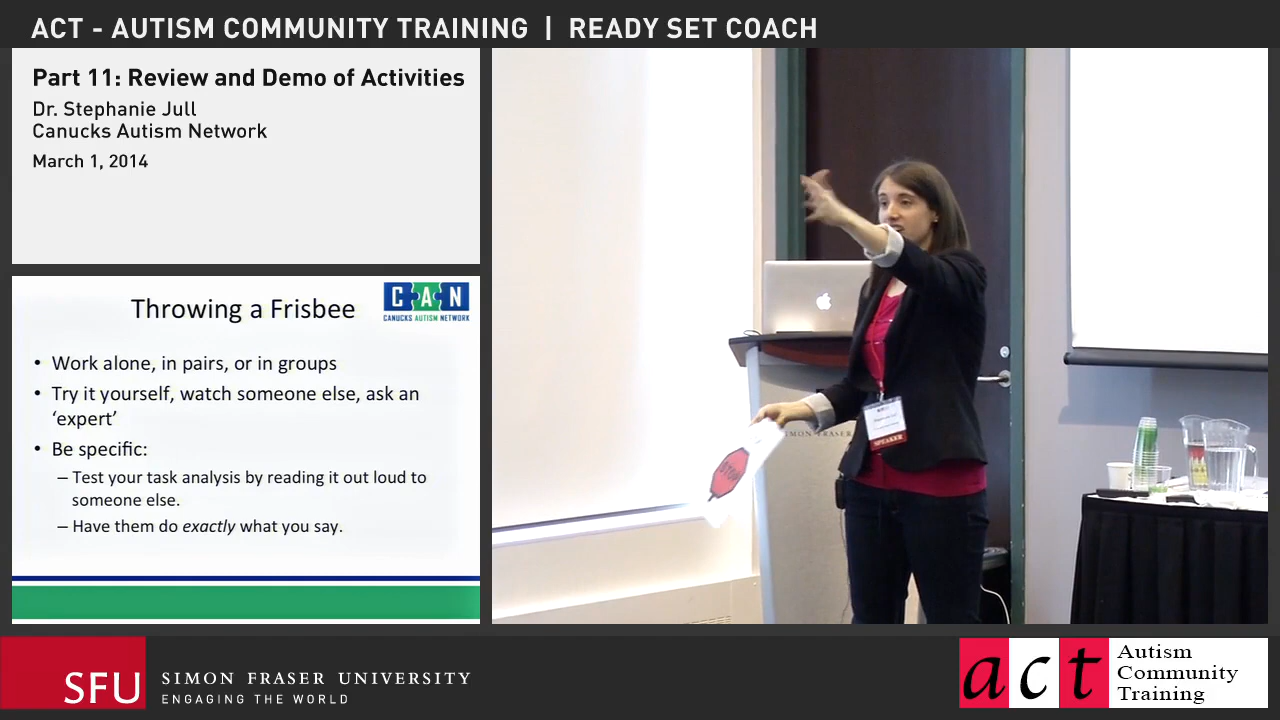 ACT - AUTISM COMMUNITY TRAINING | READY SET COACH
Part 11: Review and Demo of Activities
Dr. Stephanie Jull
Canucks Autism Network
March 1, 2014
Throwing a Frisbee
CAN
CANUCKS AUTISM NETWORK
• Work alone, in pairs, or in groups
• Try it yourself, watch someone else, ask an
‘expert’
• Be specific:
– Test your task analysis by reading it out loud to
someone else.
– Have them do exactly what you say.
STOP
SIMON FRASER
SPEAKER
SFU
SIMON FRASER UNIVERSITY
ENGAGING THE WORLD
act
Autism
Community
Training